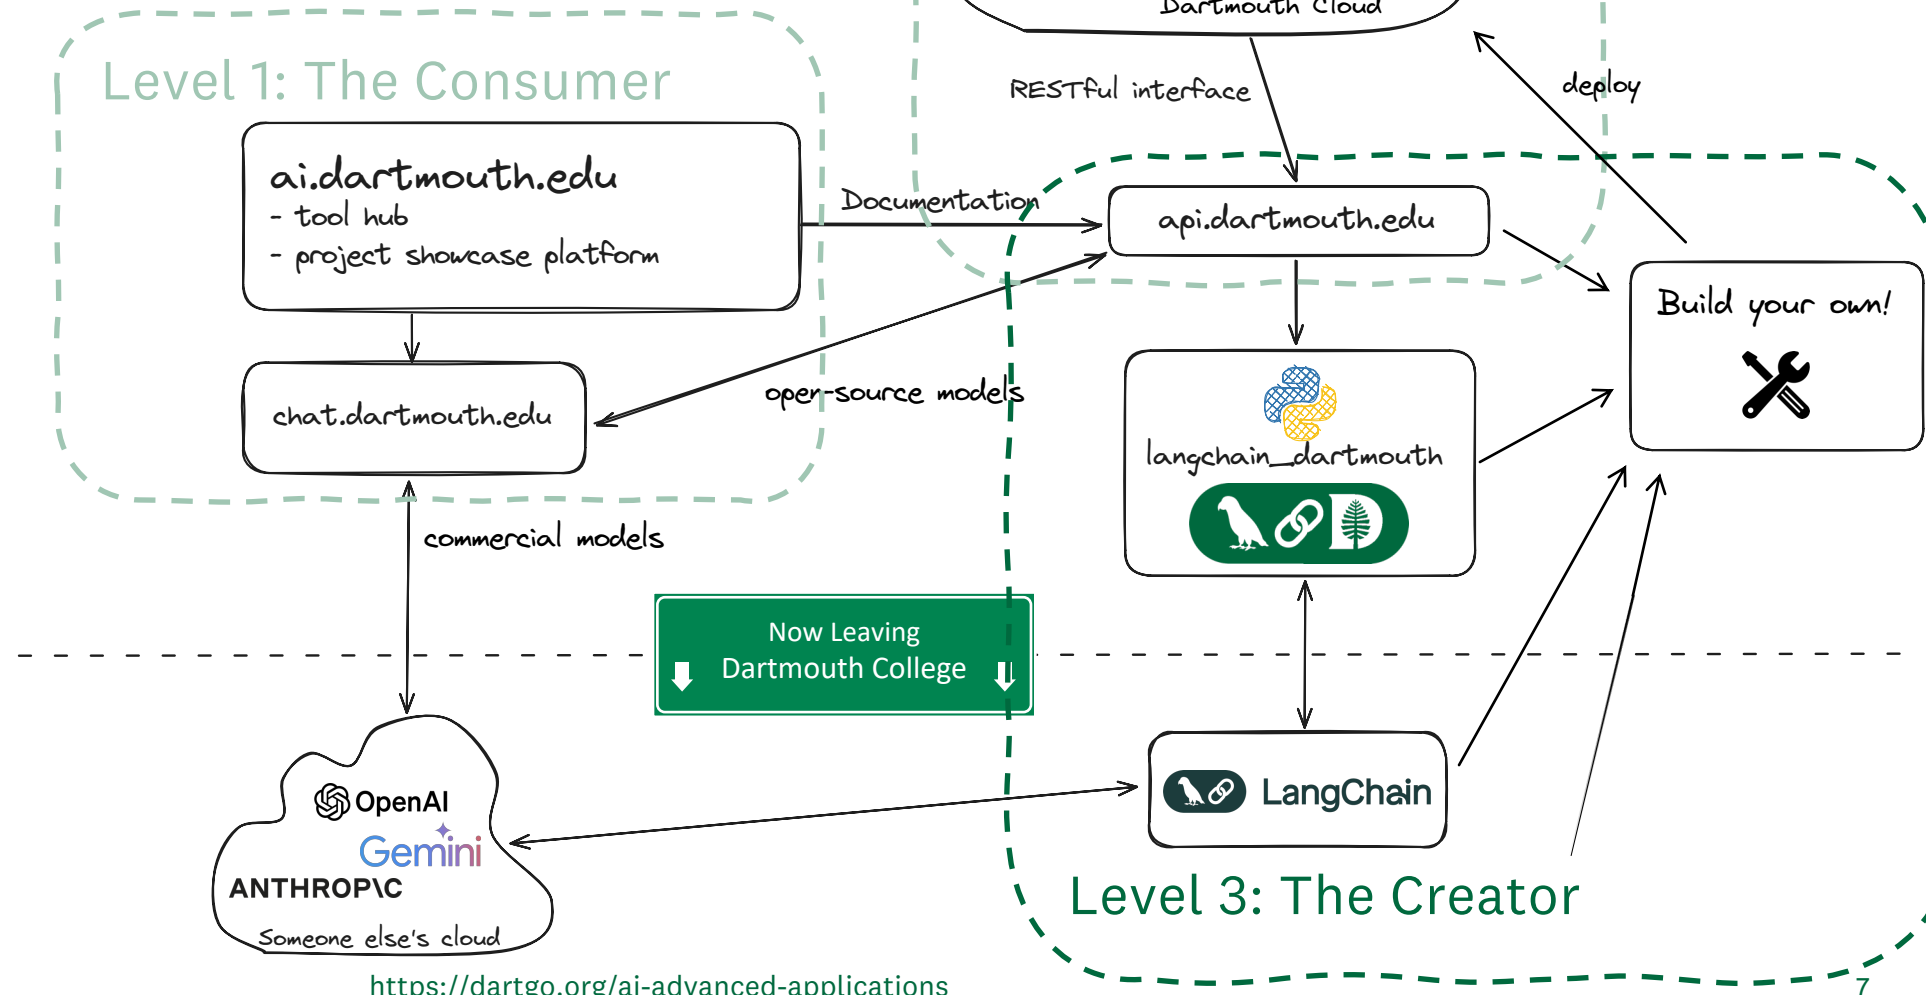 Dartmouth Cloud
Level 1: The Consumer
RESTful interface
deploy
ai.dartmouth.edu
- tool hub
- project showcase platform
Documentation
api.dartmouth.edu
Build your own!
chat.dartmouth.edu
open-source models
langchain_dartmouth
D
commercial models
Now Leaving
Dartmouth College
OpenAI
Gemini
ANTHROP\C
Someone else's cloud
LangChain
Level 3: The Creator
https://dartgo.org/ai-advanced-applications
7